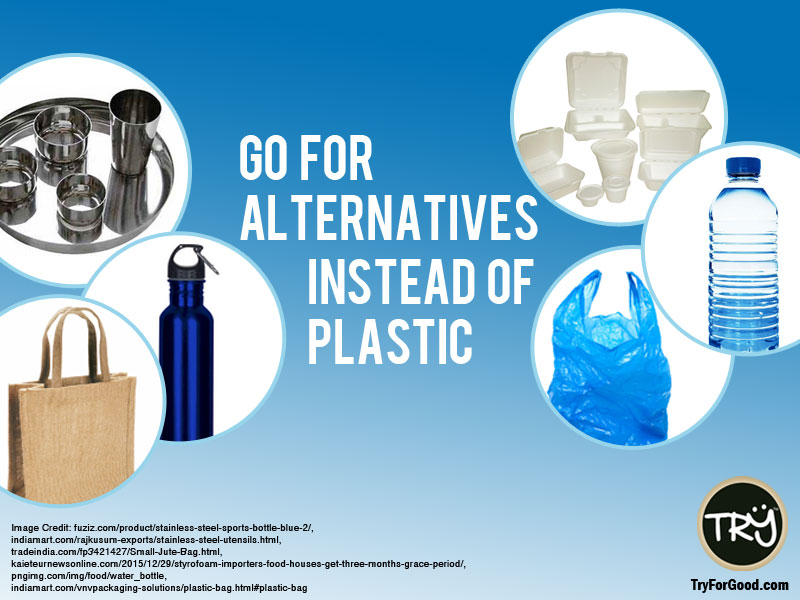 GO FOR
ALTERNATIVES
INSTEAD OF
PLASTIC
Image Credit: fuziz.com/product/stainless-steel-sports-bottle-blue-2/,
indiamart.com/rajkusum-exports/stainless-steel-utensils.html,
tradeindia.com/fp3421427/Small-Jute-Bag.html,
kaieteurnewsonline.com/2015/12/29/styrofoam-importers-food-houses-get-three-months-grace-period/,
pngimg.com/img/food/water_bottle,
indiamart.com/vnvpackaging-solutions/plastic-bag.html#plastic-bag
TRY
TryForGood.com